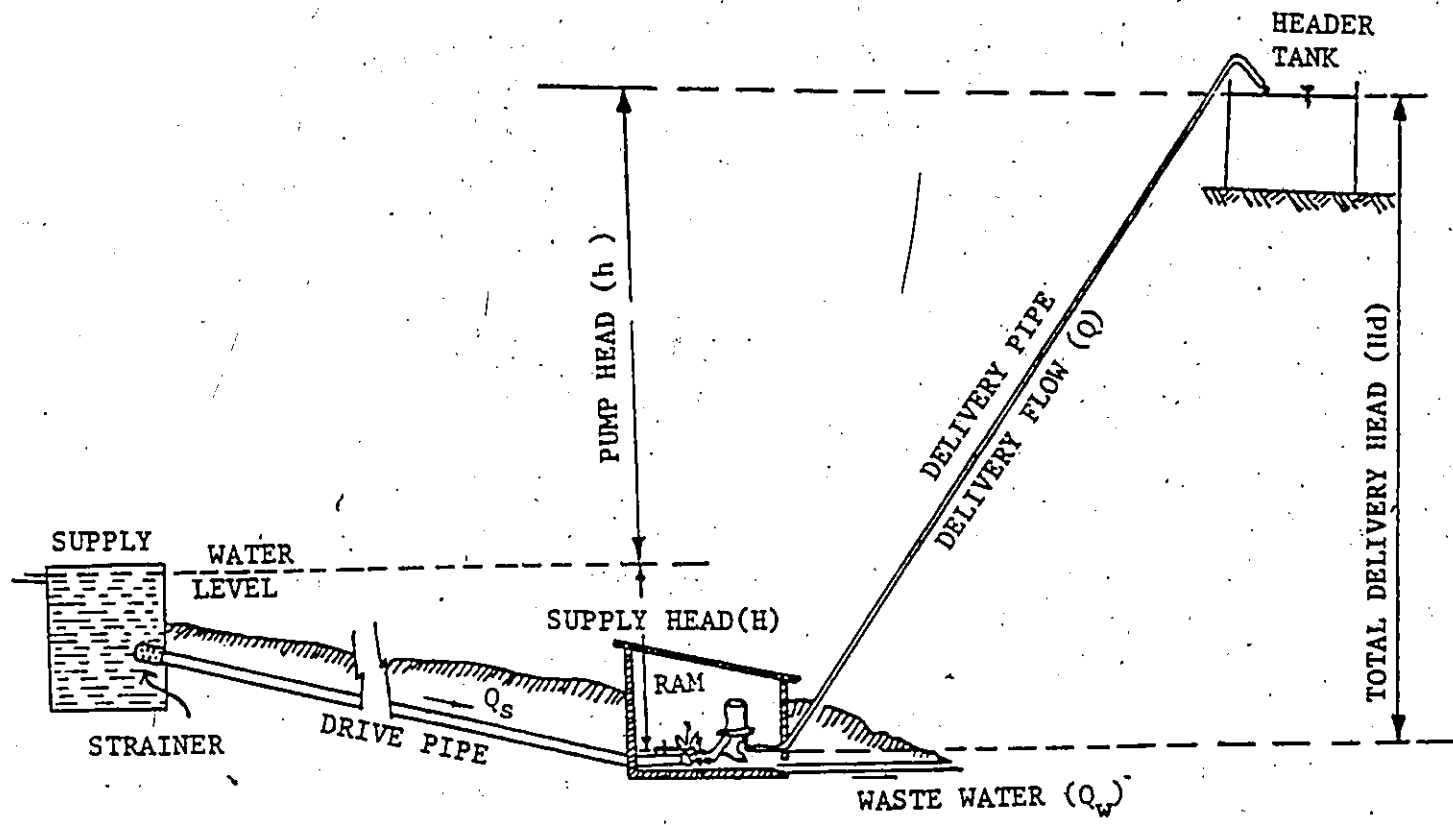 HEADER
TANK
PUMP HEAD (h)
DELIVERY PIPE
DELIVERY FLOW (Q)
TOTAL DELIVERY HEAD (Hd)
SUPPLY
WATER
LEVEL
SUPPLY HEAD(H)
RAM
Qs
STRAINER
DRIVE PIPE
WASTE WATER (Qw)